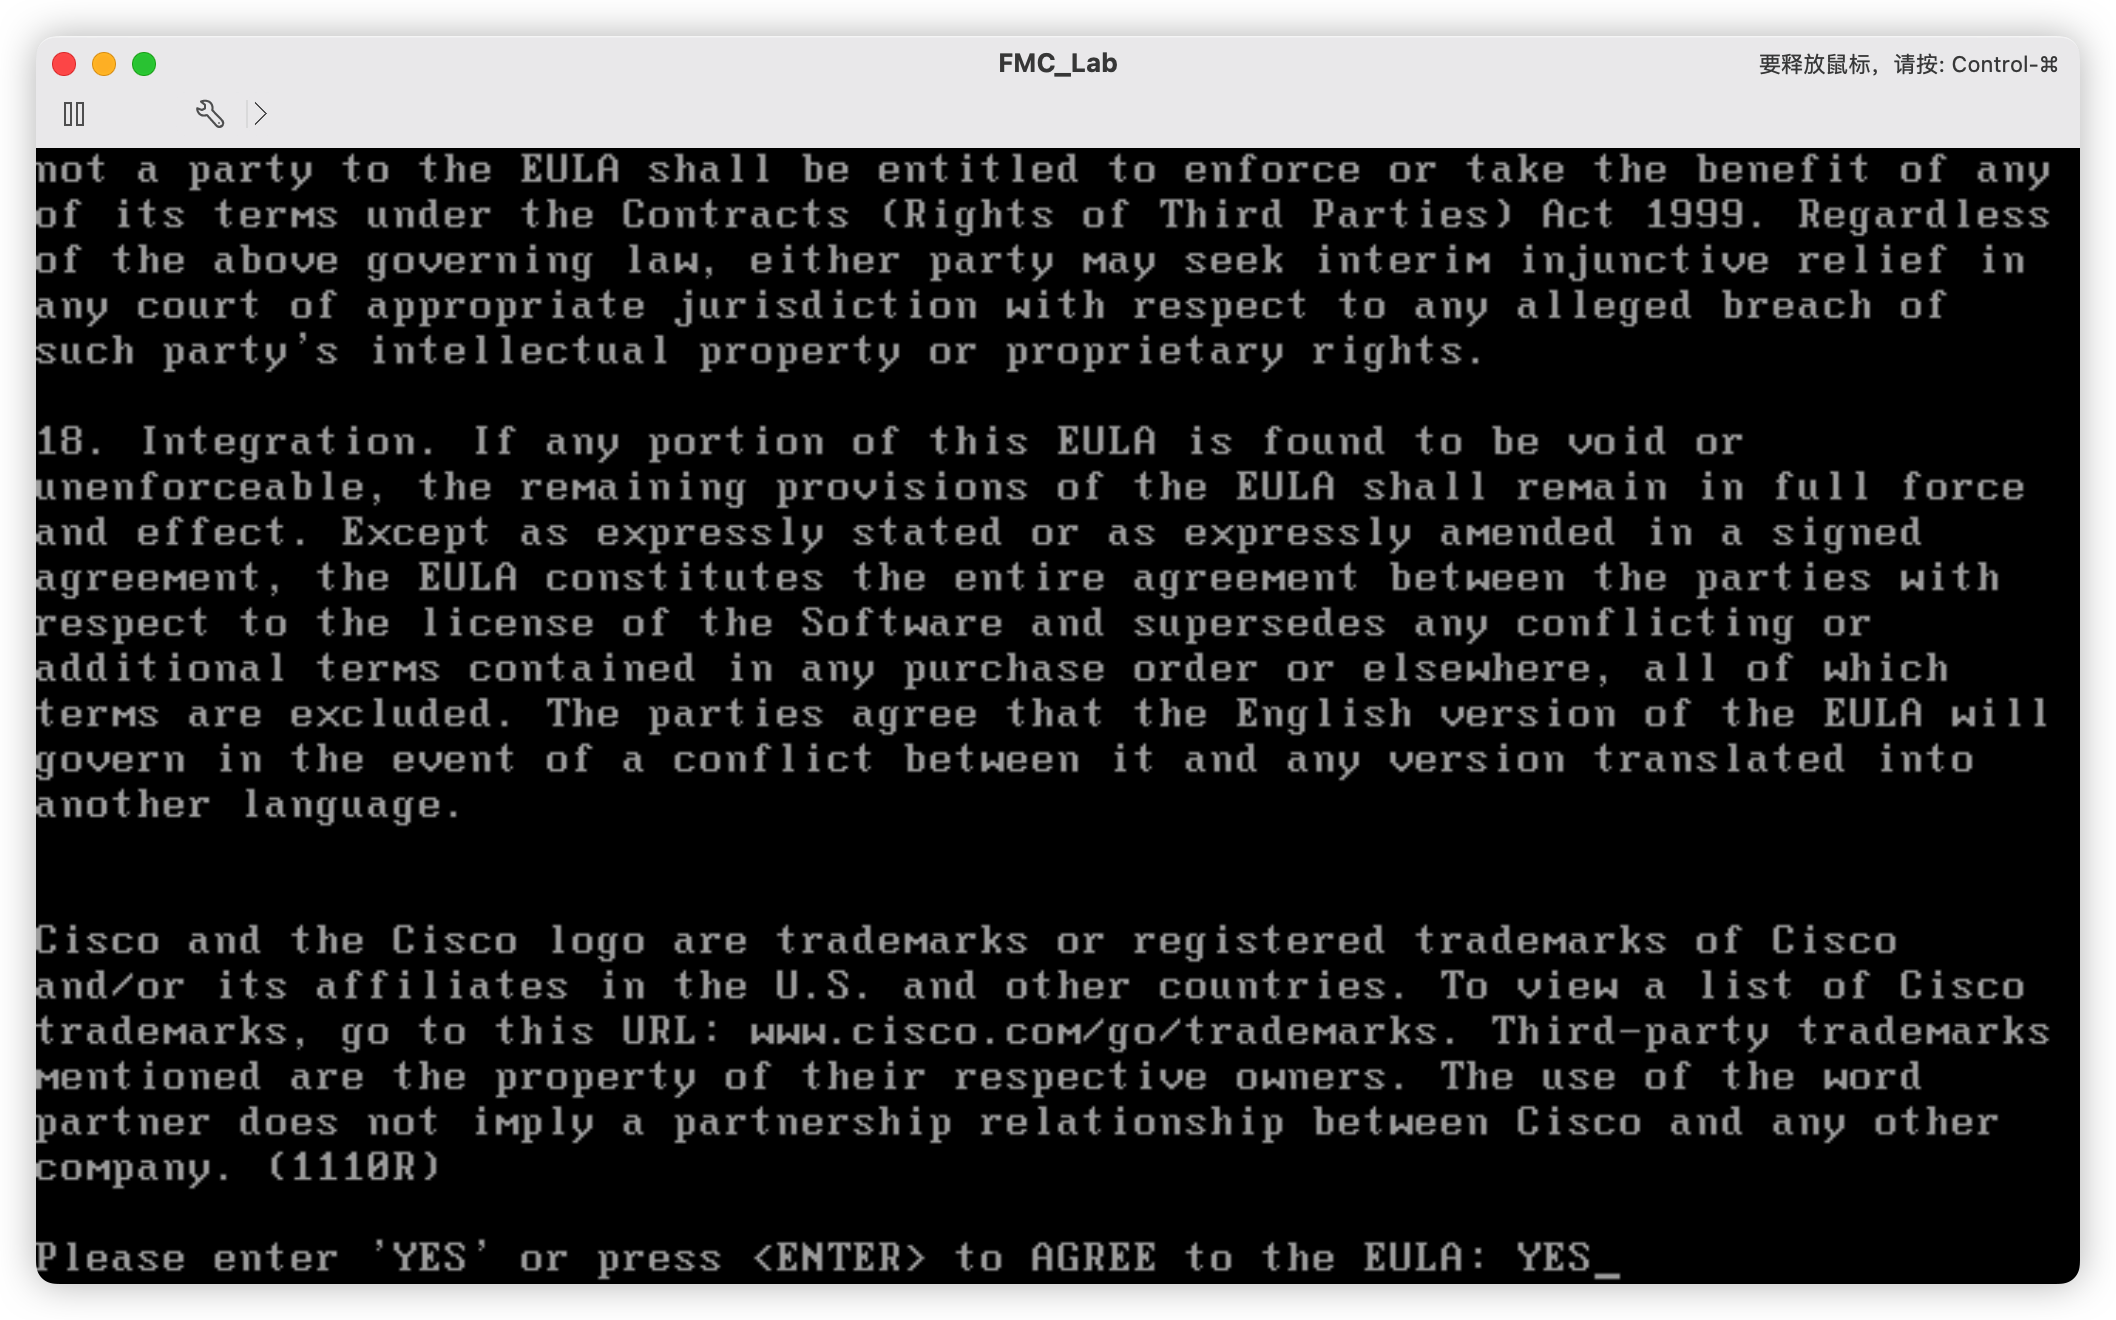 FMC_Lab
要释放鼠标，请按: Control-⌘
not a party to the EULA shall be entitled to enforce or take the benefit of any
of its terms under the Contracts (Rights of Third Parties) Act 1999. Regardless
of the above governing law, either party may seek interim injunctive relief in
any court of appropriate jurisdiction with respect to any alleged breach of
such party's intellectual property or proprietary rights.
18. Integration. If any portion of this EULA is found to be void or
unenforceable, the remaining provisions of the EULA shall remain in full force
and effect. Except as expressly stated or as expressly amended in a signed
agreement, the EULA constitutes the entire agreement between the parties with
respect to the license of the Software and supersedes any conflicting or
additional terms contained in any purchase order or elsewhere, all of which
terms are excluded. The parties agree that the English version of the EULA will
govern in the event of a conflict between it and any version translated into
another language.
Cisco and the Cisco logo are trademarks or registered trademarks of Cisco
and/or its affiliates in the U.S. and other countries. To view a list of Cisco
trademarks, go to this URL: www.cisco.com/go/trademarks. Third-party trademarks
mentioned are the property of their respective owners. The use of the word
partner does not imply a partnership relationship between Cisco and any other
company. (1110R)
Please enter 'YES' or press <ENTER> to AGREE to the EULA: YES_